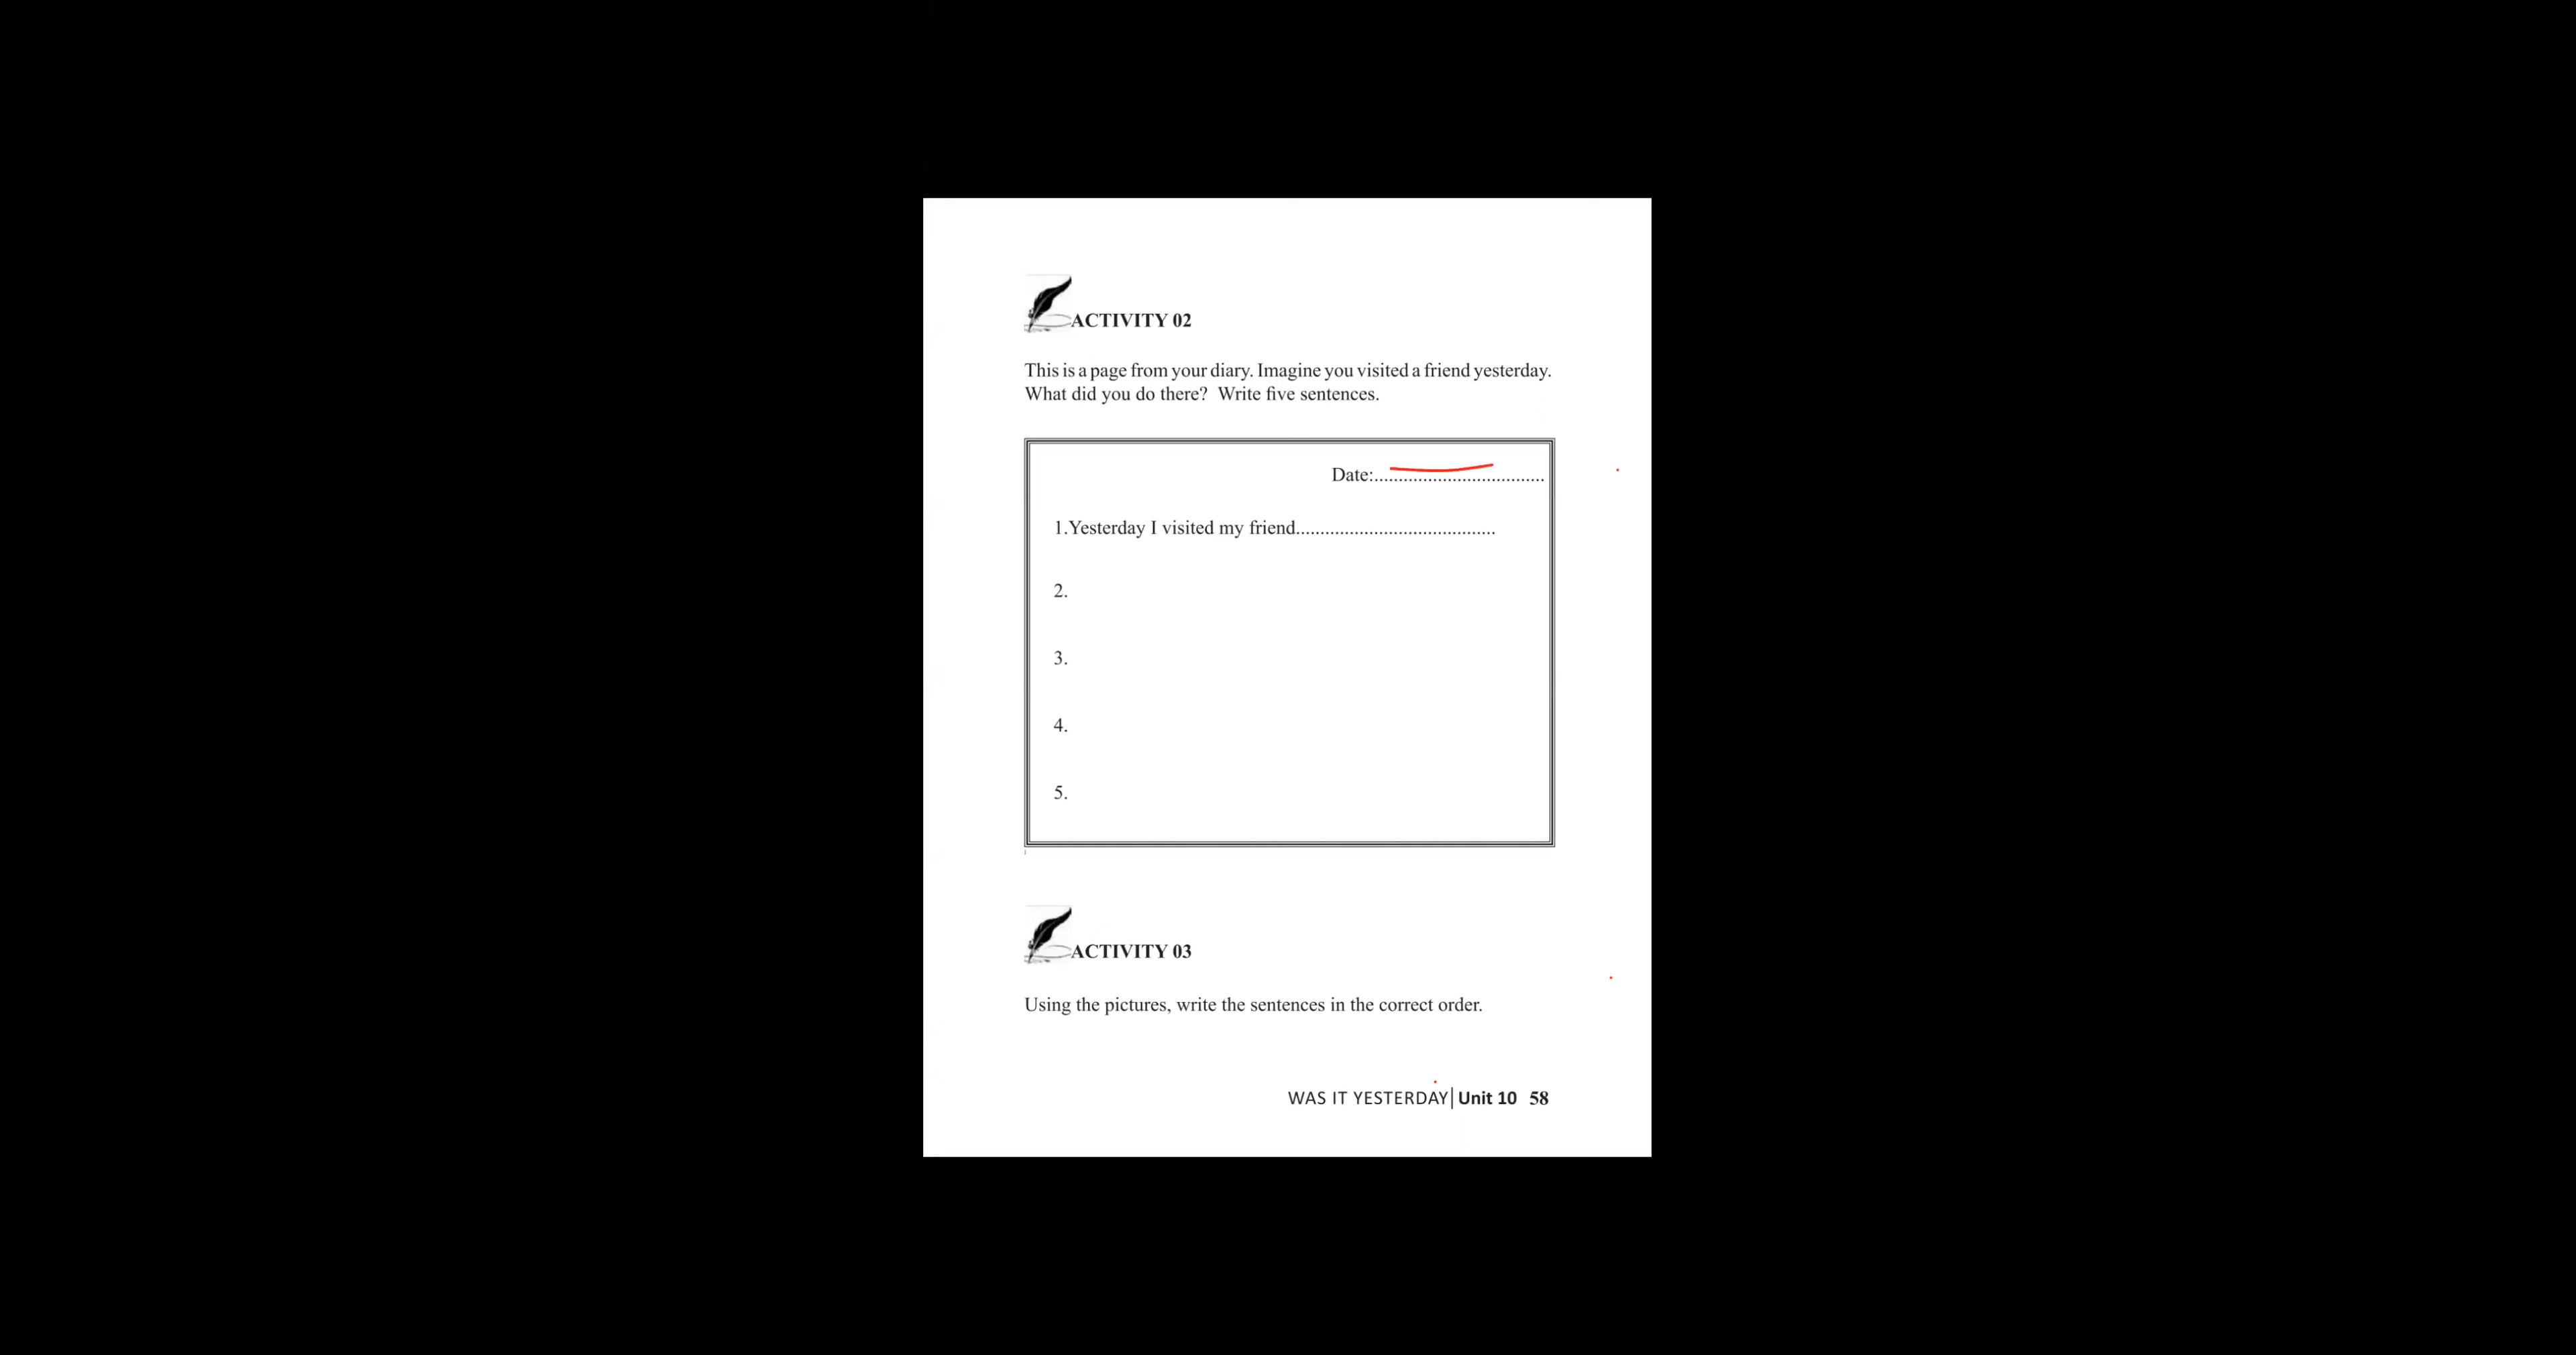 ACTIVITY 02
This is a page from your diary. Imagine you visited a friend yesterday.
What did you do there? Write five sentences.
Date:...................................
1.Yesterday I visited my friend.........................................
2.
3.
4.
5.
ACTIVITY 03
Using the pictures, write the sentences in the correct order.
WAS IT YESTERDAY| Unit 10 58